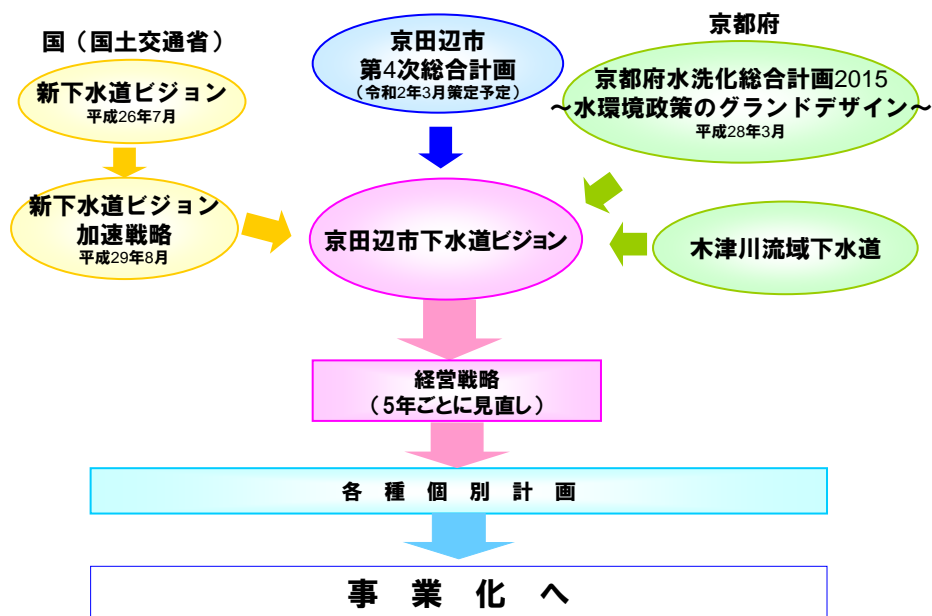 国（国土交通省）
新下水道ビジョン
平成26年7月
新下水道ビジョン
加速戦略
平成29年8月
京田辺市
第4次総合計画
（令和2年3月策定予定）
京都府
京都府水洗化総合計画2015
～水環境政策のグランドデザイン～
平成28年3月
木津川流域下水道
京田辺市下水道ビジョン
経営戦略
（5年ごとに見直し）
各種個別計画
事業化へ